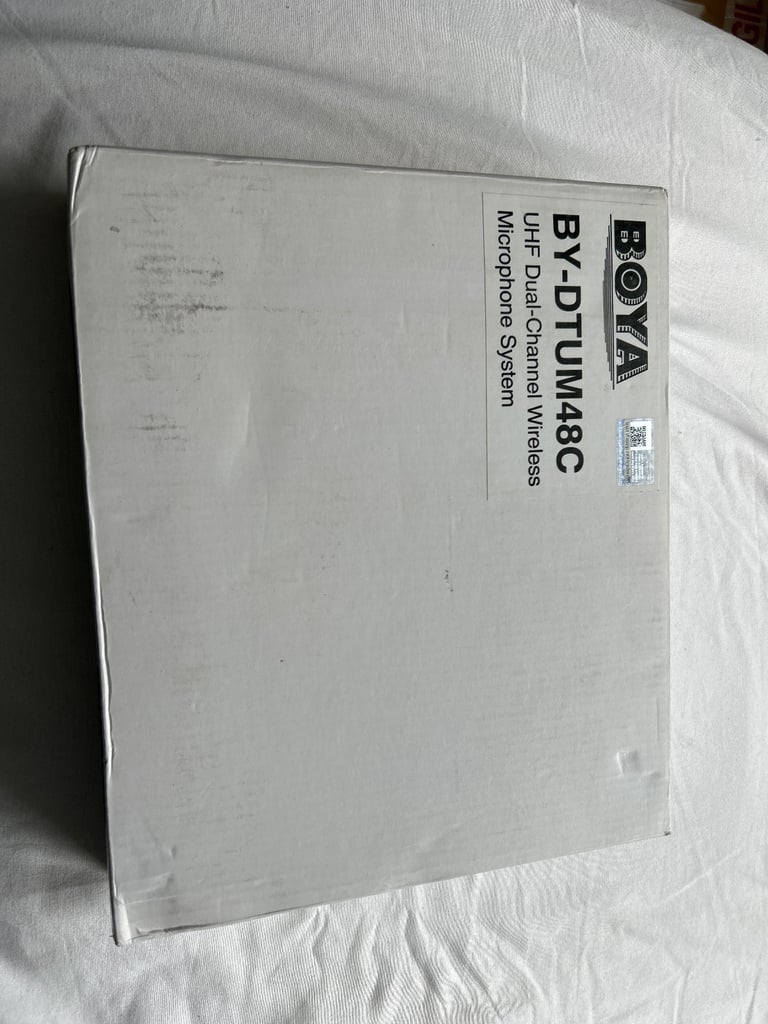 BOYA
BY-DTUM48C
UHF Dual-Channel Wireless
Microphone System